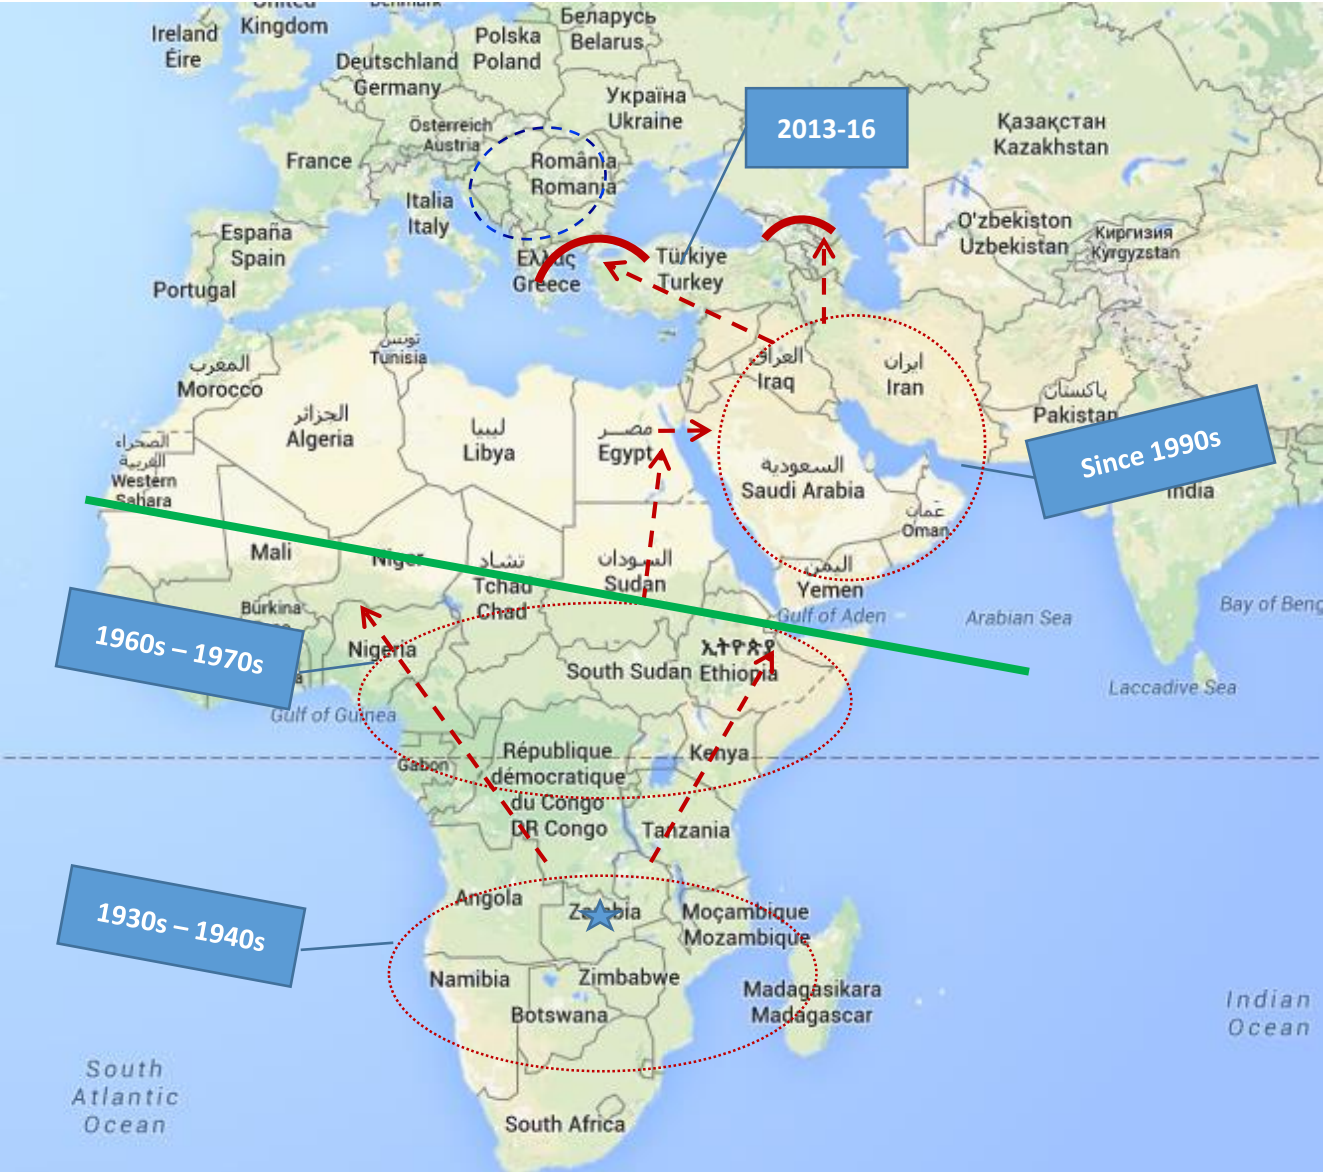 United
Kingdom
Ireland
Éire
Denmark
Беларусь
Belarus
Polska
Poland
Deutschland
Germany
Україна
Ukraine
2013-16
Қазақстан
Kazakhstan
Österreich
Austria
France
România
Romania
Italia
Italy
España
Spain
Portugal
O'zbekiston
Uzbekistan
Киргизия
Kyrgyzstan
Ελλάς
Greece
Türkiye
Turkey
تونس
Tunisia
المغرب
Morocco
العراق
Iraq
ایران
Iran
پاکستان
Pakistan
الجزائر
Algeria
ليبيا
Libya
مصر
Egypt
الصحراء
الغربية
Western
Sahara
السعودية
Saudi Arabia
Since 1990s
India
عمان
Oman
Mali
Niger
تشاد
Tchad
Chad
السودان
Sudan
اليمن
Yemen
Gulf of Aden
Arabian Sea
Bay of Beng
Burkina
1960s – 1970s
Nigeria
South Sudan
ኢትዮጵያ
Ethiopia
Laccadive Sea
Gulf of Guinea
Gabon
République
démocratique
du Congo
DR Congo
Kenya
Tanzania
Angola
Zambia
Moçambique
Mozambique
1930s – 1940s
Namibia
Zimbabwe
Botswana
Madagasikara
Madagascar
Indian
Ocean
South
Atlantic
Ocean
South Africa